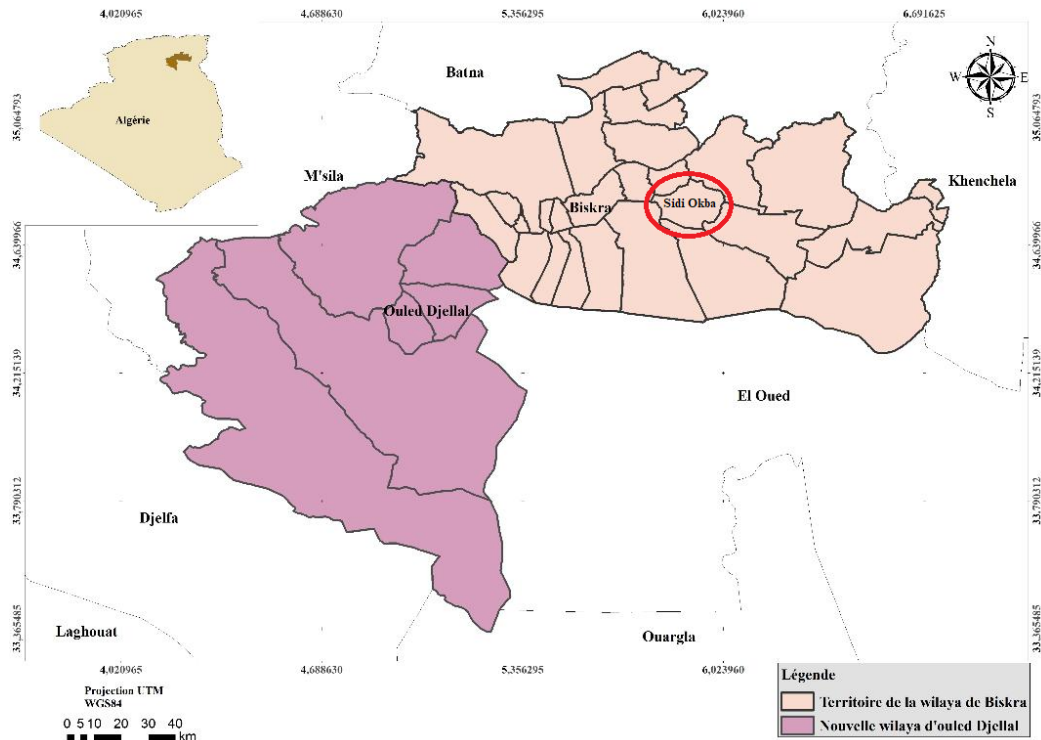 4,020965
4,688630
5,356295
6,023960
6,691625
Batna
N
W
E
S
35,064793
35,064793
Algérie
M'sila
Khenchela
Biskra
Sidi Okba
34,639966
34,639966
Ouled Djellal
34,215139
34,215139
El Oued
33,790312
33,790312
Djelfa
33,365485
33,365485
Laghouat
Ouargla
4,020965
4,688630
5,356295
6,023960
Légende
Territoire de la wilaya de Biskra
Nouvelle wilaya d'ouled Djellal
Projection UTM
WGS84
0 5 10 20 30 40
km